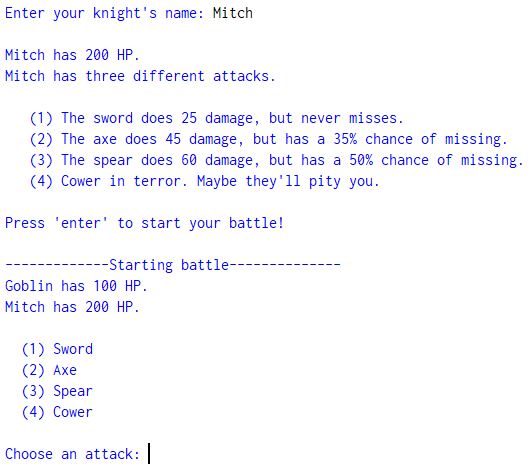 Enter your knight's name: Mitch
Mitch has 200 HP.
Mitch has three different attacks.
(1) The sword does 25 damage, but never misses.
(2) The axe does 45 damage, but has a 35% chance of missing.
(3) The spear does 60 damage, but has a 50% chance of missing.
(4) Cower in terror. Maybe they'll pity you.
Press 'enter' to start your battle!
-------------Starting battle--------------
Goblin has 100 HP.
Mitch has 200 HP.
(1) Sword
(2) Axe
(3) Spear
(4) Cower
Choose an attack: